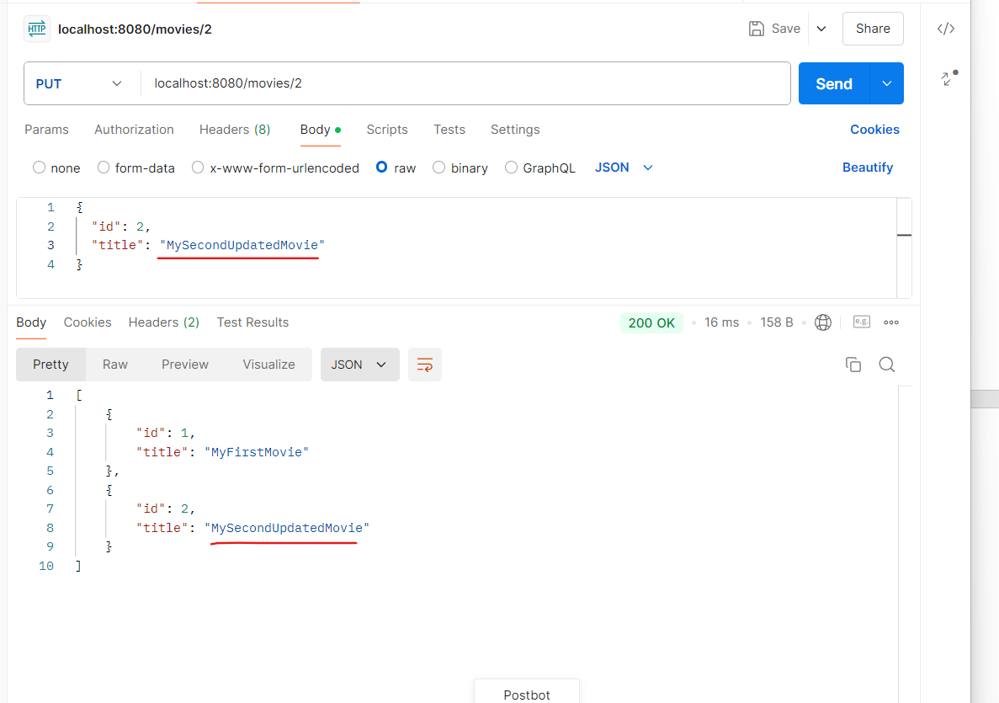 HTTP localhost:8080/movies/2 Save Share </>
PUT localhost:8080/movies/2 Send
Params Authorization Headers (8) Body Scripts Tests Settings Cookies
none form-data x-www-form-urlencoded raw binary GraphQL JSON Beautify
1 {
2 "id": 2,
3 "title": "MySecondUpdatedMovie"
4 }
Body Cookies Headers (2) Test Results 200 OK 16 ms 158 B e.g.
Pretty Raw Preview Visualize JSON
1 [
2 {
3 "id": 1,
4 "title": "MyFirstMovie"
5 },
6 {
7 "id": 2,
8 "title": "MySecondUpdatedMovie"
9 }
10 ]
Postbot